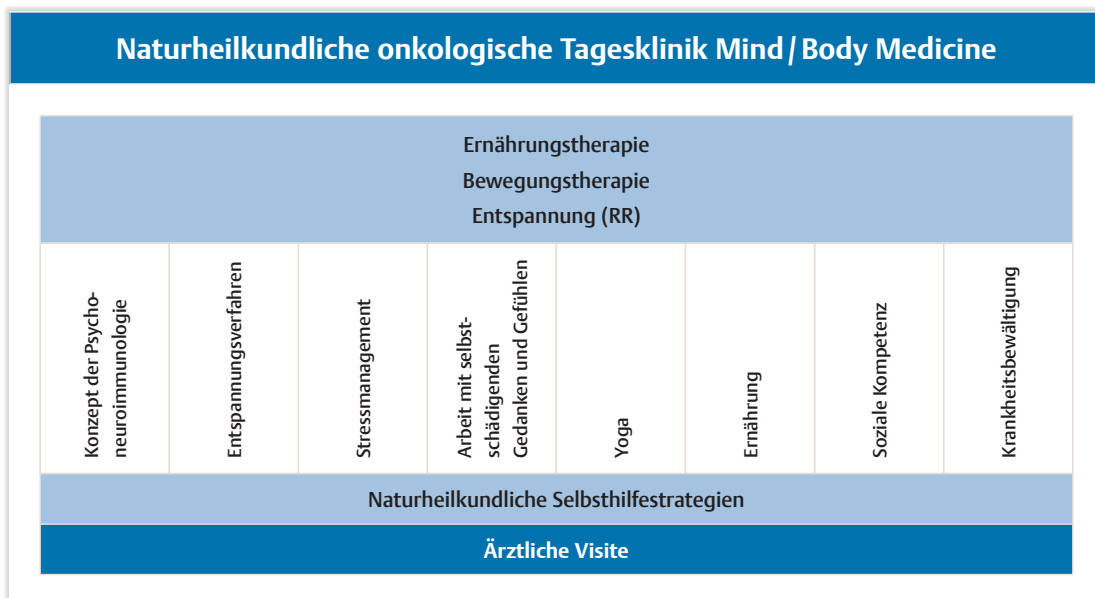 Naturheilkundliche onkologische Tagesklinik Mind / Body Medicine
Ernährungstherapie
Bewegungstherapie
Entspannung (RR)
Konzept der Psycho-
neuroimmunologie
Entspannungsverfahren
Stressmanagement
Arbeit mit selbst-
schädigenden
Gedanken und Gefühlen
Yoga
Ernährung
Soziale Kompetenz
Krankheitsbewältigung
Naturheilkundliche Selbsthilfestrategien
Ärztliche Visite